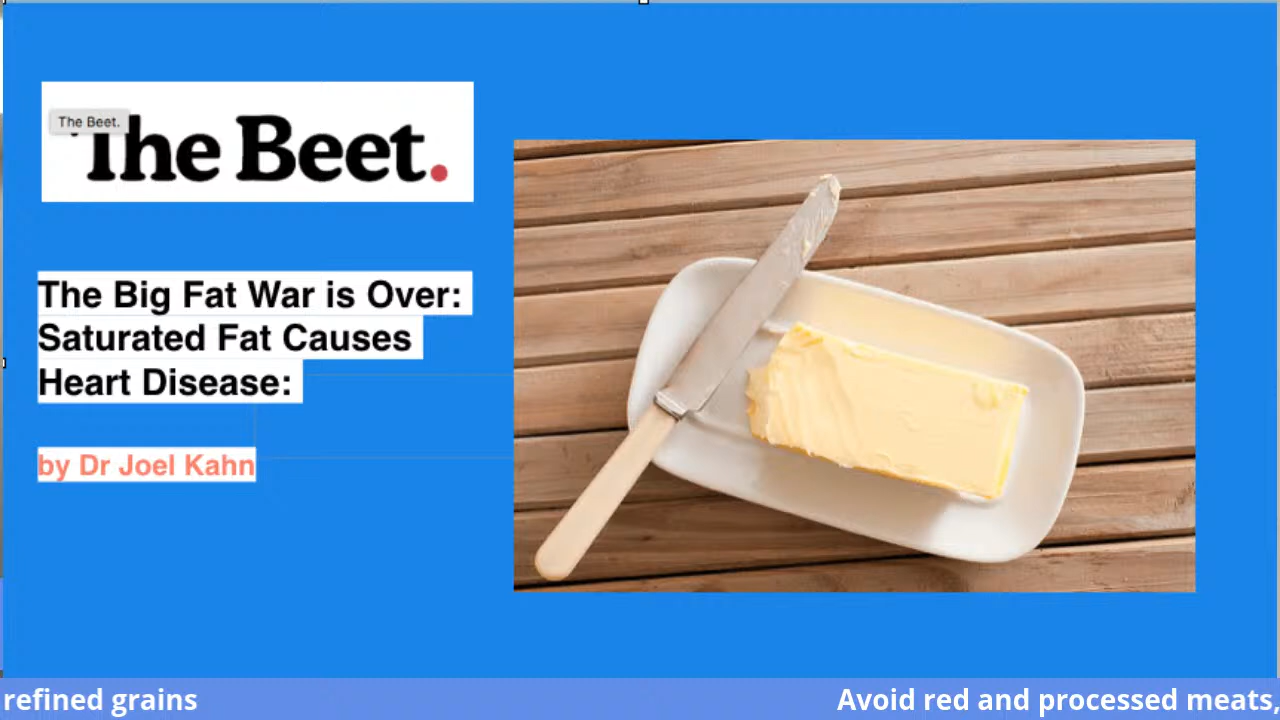 The Beet.
The Beet.
The Big Fat War is Over:
Saturated Fat Causes
Heart Disease:
by Dr Joel Kahn
refined grains
Avoid red and processed meats,